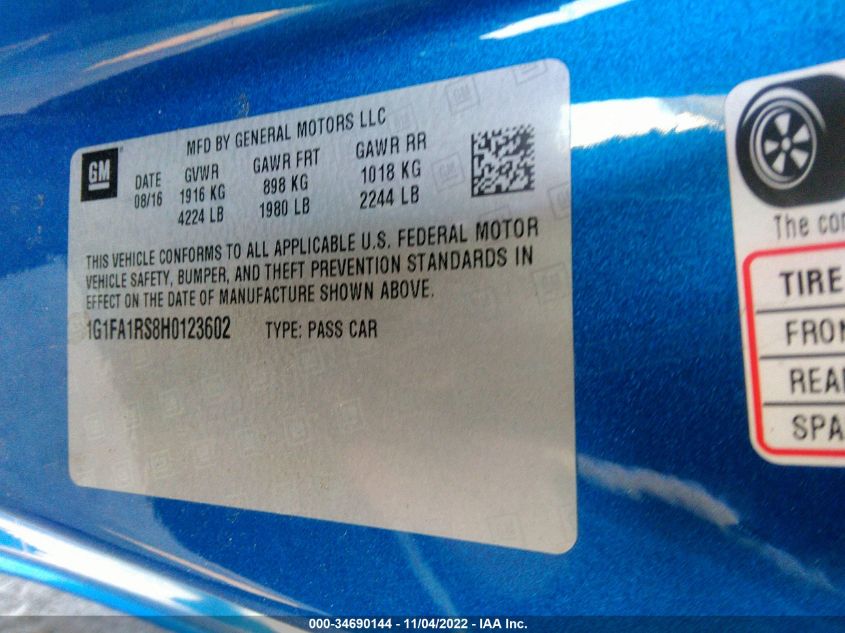 GM
MFD BY GENERAL MOTORS LLC
DATE GVWR GAWR FRT GAWR RR
08/16 1916 KG 898 KG 1018 KG
4224 LB 1980 LB 2244 LB
THIS VEHICLE CONFORMS TO ALL APPLICABLE U.S. FEDERAL MOTOR
VEHICLE SAFETY, BUMPER, AND THEFT PREVENTION STANDARDS IN
EFFECT ON THE DATE OF MANUFACTURE SHOWN ABOVE.
1G1FA1RS8H0123602 TYPE: PASS CAR
The co
TIRE
FRON
REA
SPA
000-34690144 - 11/04/2022 - IAA Inc.